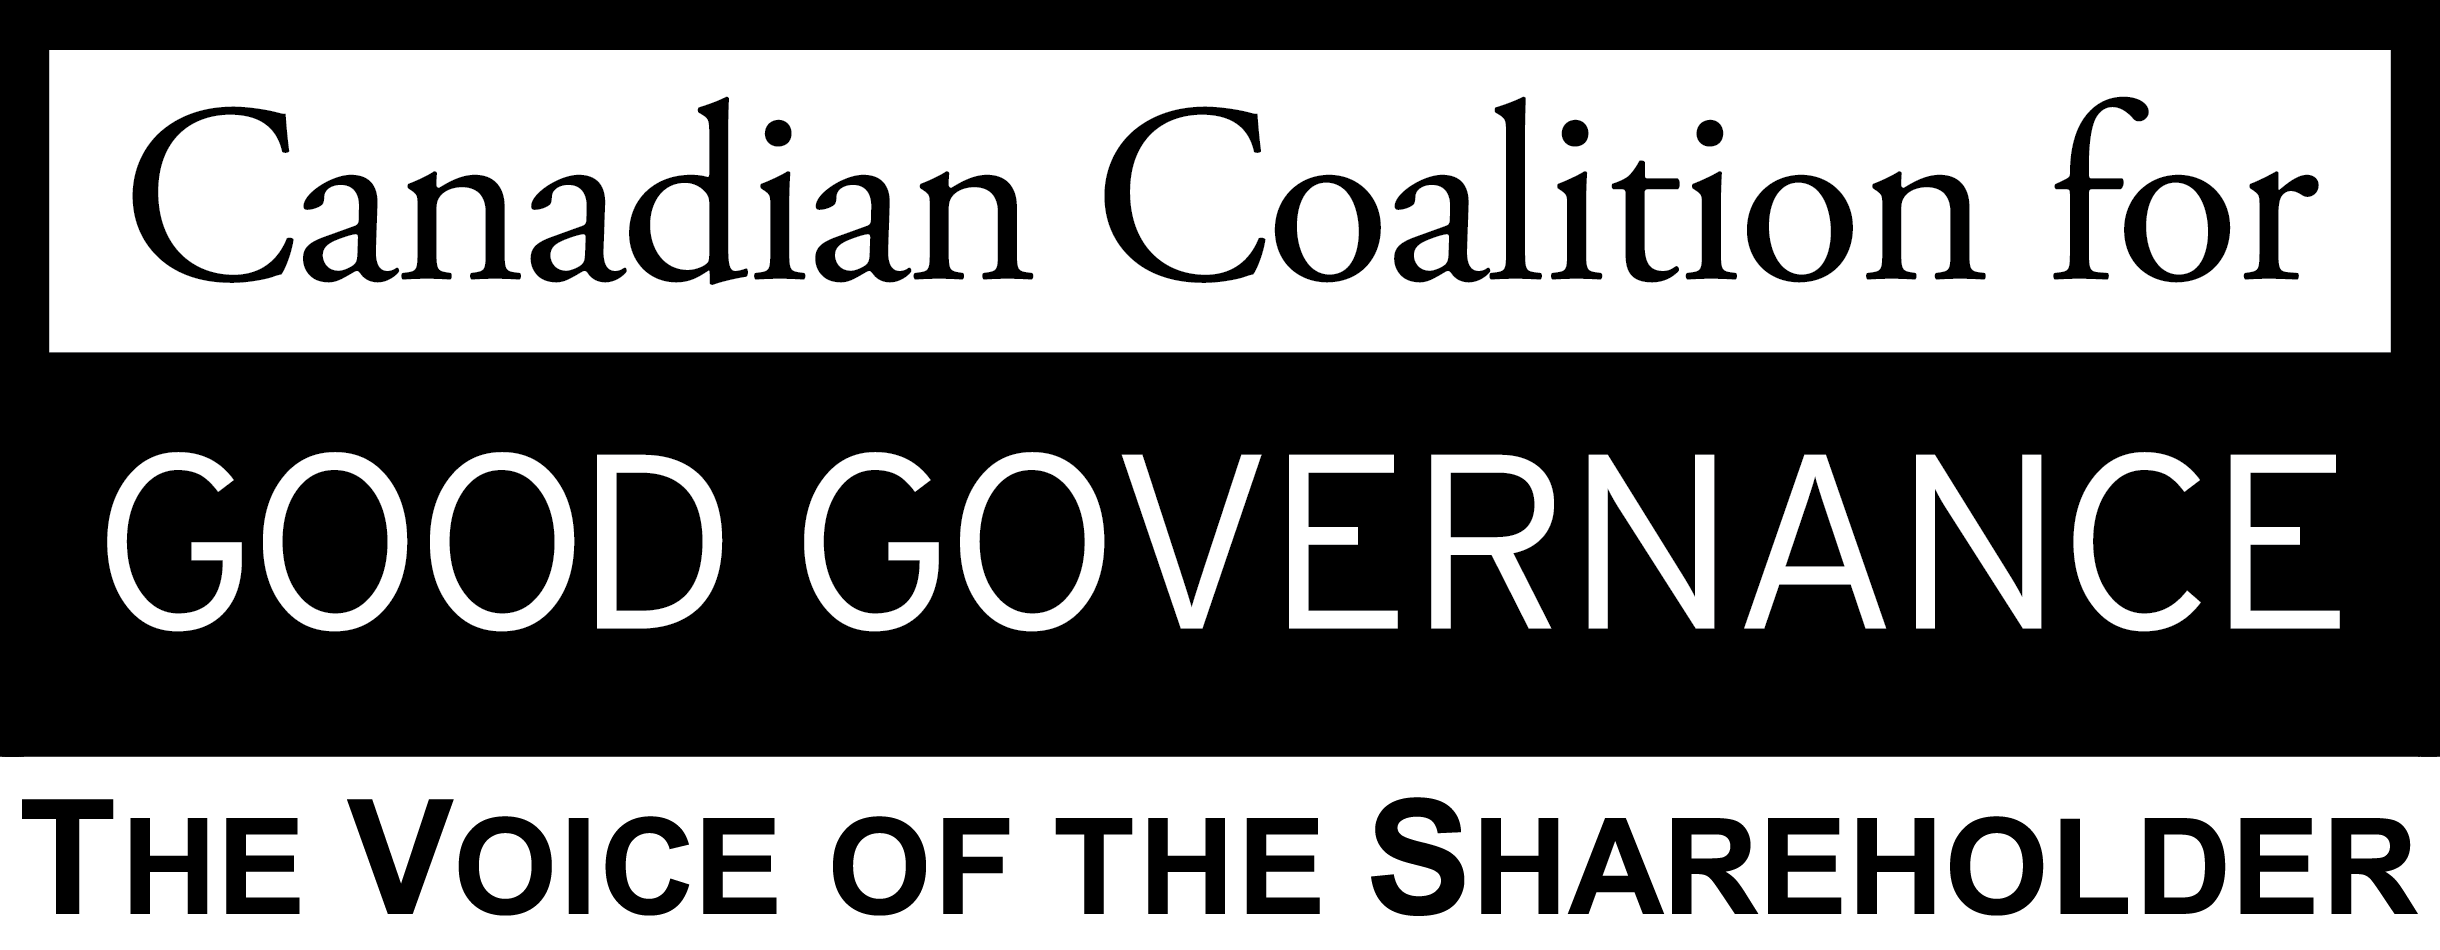 Canadian Coalition for
GOOD GOVERNANCE
THE VOICE OF THE SHAREHOLDER